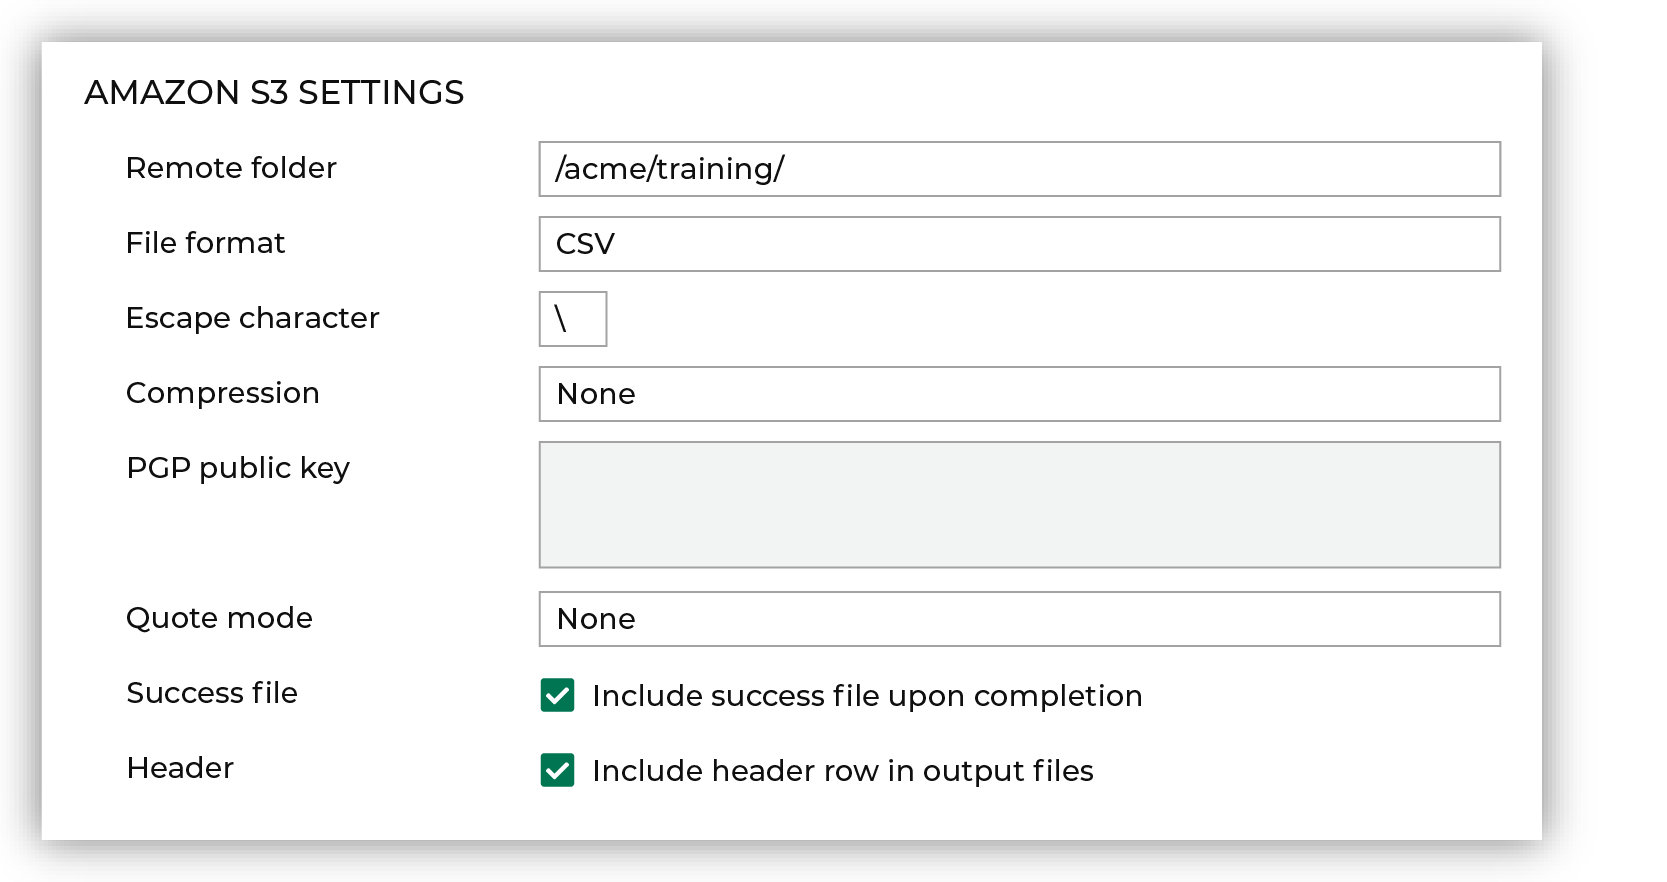 AMAZON S3 SETTINGS
Remote folder /acme/training/
File format CSV
Escape character \
Compression None
PGP public key
Quote mode None
Success file Include success file upon completion
Header Include header row in output files